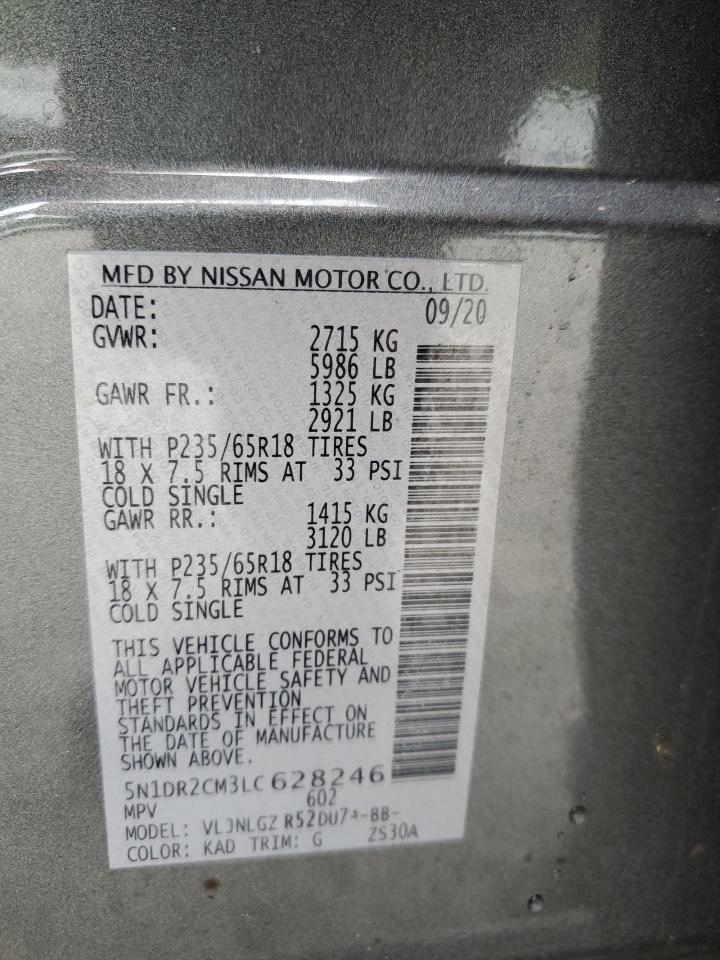 MFD BY NISSAN MOTOR CO., LTD.
DATE: 09/20
GVWR: 2715 KG
5986 LB
GAWR FR.: 1325 KG
2921 LB
WITH P235/65R18 TIRES
18 X 7.5 RIMS AT 33 PSI
COLD SINGLE
GAWR RR.: 1415 KG
3120 LB
WITH P235/65R18 TIRES
18 X 7.5 RIMS AT 33 PSI
COLD SINGLE
THIS VEHICLE CONFORMS TO
ALL APPLICABLE FEDERAL
MOTOR VEHICLE SAFETY AND
THEFT PREVENTION
STANDARDS IN EFFECT ON
THE DATE OF MANUFACTURE
SHOWN ABOVE.
5N1DR2CM3LC628246
MPV 602
MODEL: VLJNLGZ R52DU7*-BB-
COLOR: KAD TRIM: G ZS30A